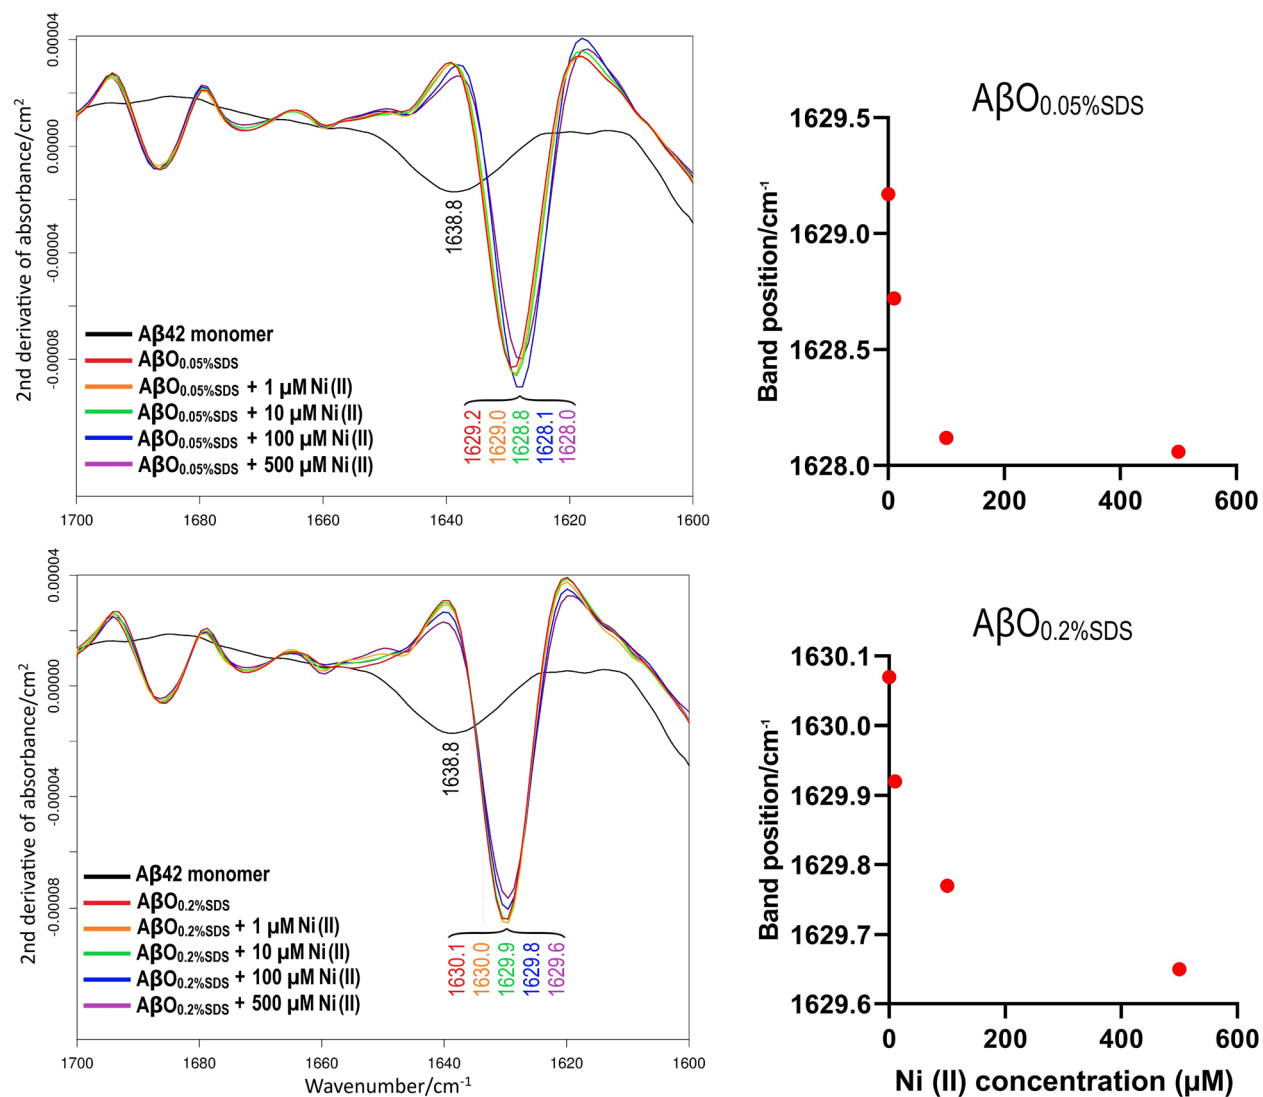 2nd derivative of absorbance/cm²
0.00004
0.00000
-0.00004
-0.00008
1638.8
Aβ42 monomer
AβO0.05%SDS
AβO0.05%SDS + 1 µM Ni(II)
AβO0.05%SDS + 10 µM Ni(II)
AβO0.05%SDS + 100 µM Ni(II)
AβO0.05%SDS + 500 µM Ni(II)
1629.2
1629.0
1628.8
1628.1
1628.0
1700 1680 1660 1640 1620 1600
AβO0.05%SDS
Band position/cm⁻¹
1629.5
1629.0
1628.5
1628.0
0 200 400 600
2nd derivative of absorbance/cm²
0.00004
0.00000
-0.00004
-0.00008
1638.8
Aβ42 monomer
AβO0.2%SDS
AβO0.2%SDS + 1 µM Ni(II)
AβO0.2%SDS + 10 µM Ni(II)
AβO0.2%SDS + 100 µM Ni(II)
AβO0.2%SDS + 500 µM Ni(II)
1630.1
1630.0
1629.9
1629.8
1629.6
1700 1680 1660 1640 1620 1600
Wavenumber/cm⁻¹
AβO0.2%SDS
Band position/cm⁻¹
1630.1
1630.0
1629.9
1629.8
1629.7
1629.6
0 200 400 600
Ni (II) concentration (µM)